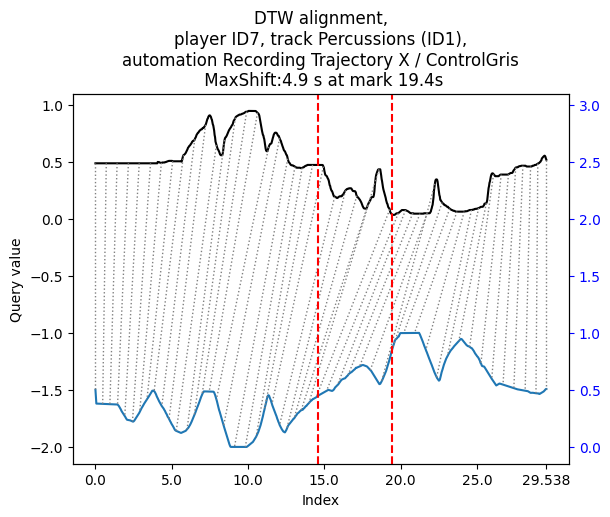 DTW alignment,
player ID7, track Percussions (ID1),
automation Recording Trajectory X / ControlGris
MaxShift:4.9 s at mark 19.4s
1.0
0.5
0.0
−0.5
−1.0
−1.5
−2.0
Query value
3.0
2.5
2.0
1.5
1.0
0.5
0.0
0.0 5.0 10.0 15.0 20.0 25.0 29.538
Index